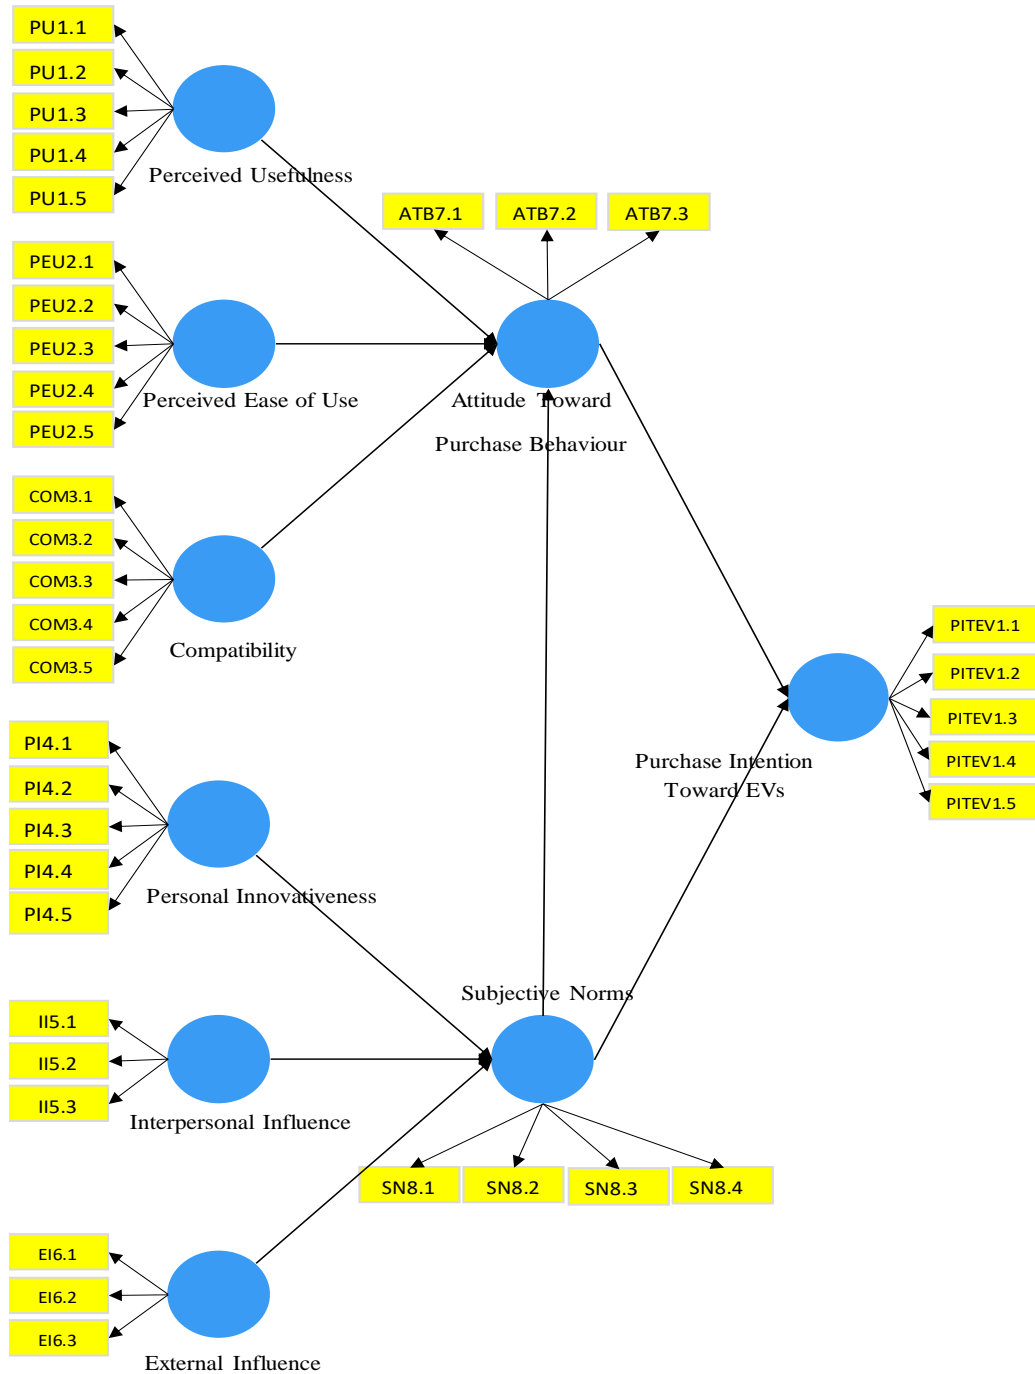 PU1.1
PU1.2
PU1.3
PU1.4
PU1.5
Perceived Usefulness
ATB7.1
ATB7.2
ATB7.3
PEU2.1
PEU2.2
PEU2.3
PEU2.4
PEU2.5
Perceived Ease of Use
Attitude Toward
Purchase Behaviour
COM3.1
COM3.2
COM3.3
COM3.4
COM3.5
Compatibility
PITEV1.1
PITEV1.2
PITEV1.3
PITEV1.4
PITEV1.5
Purchase Intention
Toward EVs
PI4.1
PI4.2
PI4.3
PI4.4
PI4.5
Personal Innovativeness
Subjective Norms
II5.1
II5.2
II5.3
Interpersonal Influence
SN8.1
SN8.2
SN8.3
SN8.4
EI6.1
EI6.2
EI6.3
External Influence